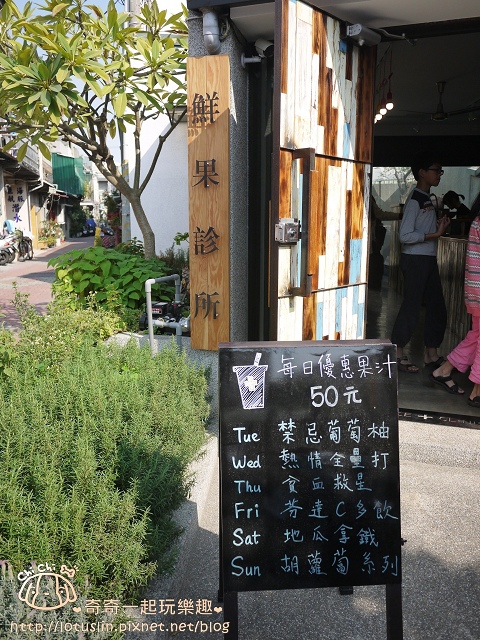 鮮果診所
每日優惠果汁
50元
Tue 禁忌葡萄柚
Wed 熱情全壘打
Thu 貧血救星
Fri 芬達C多飲
Sat 地瓜拿鐵
Sun 胡蘿蔔系列
Chi Chi
奇奇一起玩樂趣
http://lotuslin.pixnet.net/blog